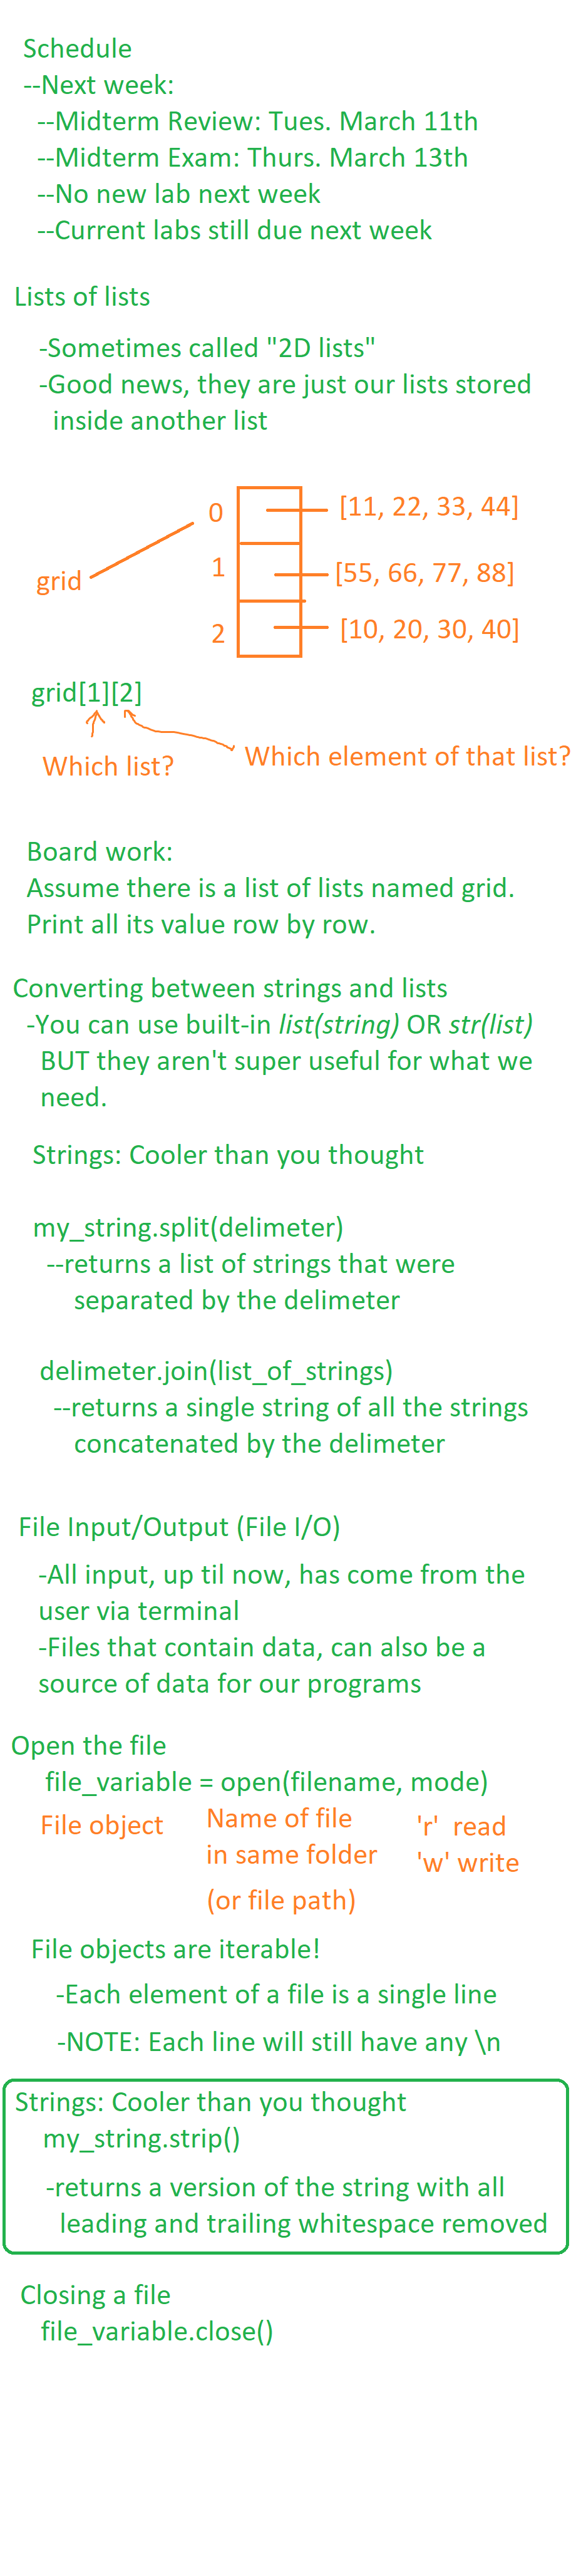 Schedule
--Next week:
--Midterm Review: Tues. March 11th
--Midterm Exam: Thurs. March 13th
--No new lab next week
--Current labs still due next week
Lists of lists
-Sometimes called "2D lists"
-Good news, they are just our lists stored
inside another list
0 [11, 22, 33, 44]
1 [55, 66, 77, 88]
grid
2 [10, 20, 30, 40]
grid[1][2]
Which list? Which element of that list?
Board work:
Assume there is a list of lists named grid.
Print all its value row by row.
Converting between strings and lists
-You can use built-in list(string) OR str(list)
BUT they aren't super useful for what we
need.
Strings: Cooler than you thought
my_string.split(delimeter)
--returns a list of strings that were
separated by the delimeter
delimeter.join(list_of_strings)
--returns a single string of all the strings
concatenated by the delimeter
File Input/Output (File I/O)
-All input, up til now, has come from the
user via terminal
-Files that contain data, can also be a
source of data for our programs
Open the file
file_variable = open(filename, mode)
File object
Name of file
in same folder
(or file path)
'r' read
'w' write
File objects are iterable!
-Each element of a file is a single line
-NOTE: Each line will still have any \n
Strings: Cooler than you thought
my_string.strip()
-returns a version of the string with all
leading and trailing whitespace removed
Closing a file
file_variable.close()